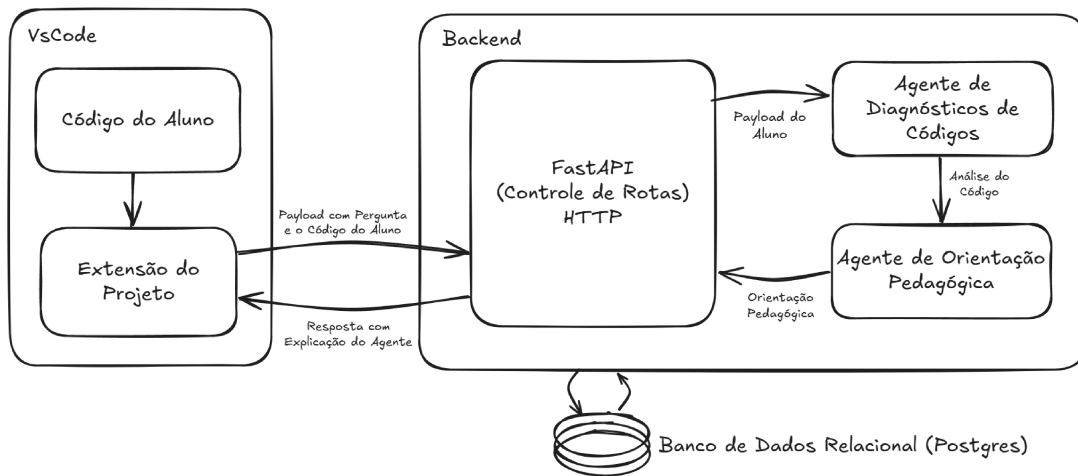 VsCode
Código do Aluno
Extensão do
Projeto
Payload com Pergunta
e o Código do Aluno
Resposta com
Explicação do Agente
Backend
FastAPI
(Controle de Rotas)
HTTP
Payload do
Aluno
Agente de
Diagnósticos de
Códigos
Análise do
Código
Agente de Orientação
Pedagógica
Orientação
Pedagógica
Banco de Dados Relacional (Postgres)